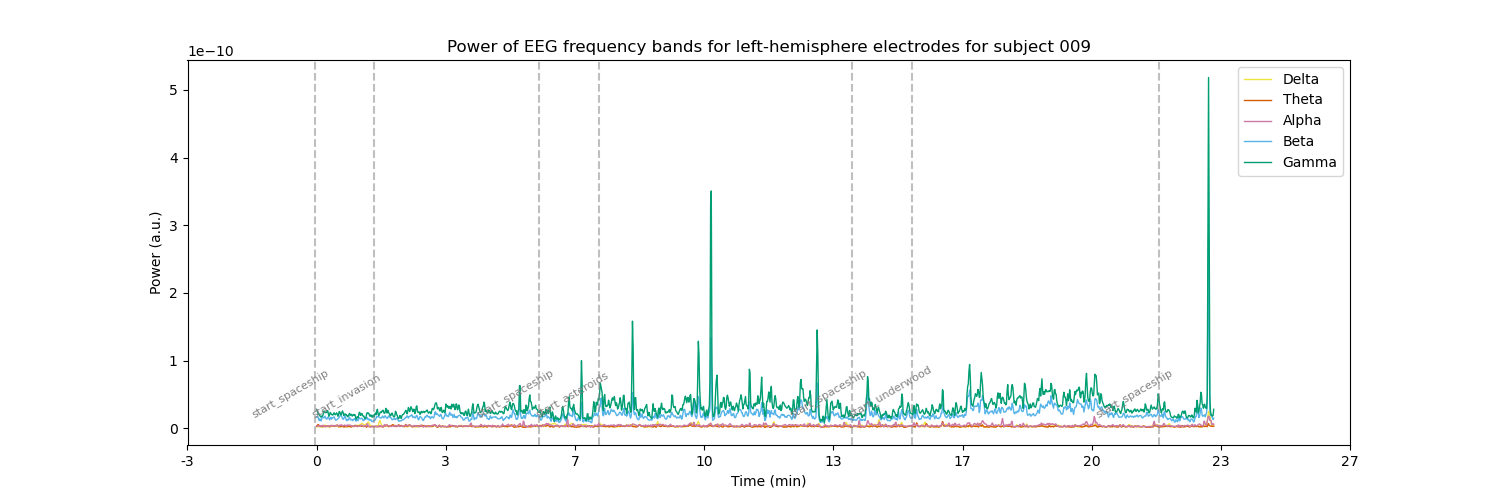 Power of EEG frequency bands for left-hemisphere electrodes for subject 009
1e−10
Delta
Theta
Alpha
Beta
Gamma
5
4
3
2
1
0
Power (a.u.)
start_spaceship
start_invasion
start_spaceship
start_asteroids
start_spaceship
start_underwood
start_spaceship
-3 0 3 7 10 13 17 20 23 27
Time (min)